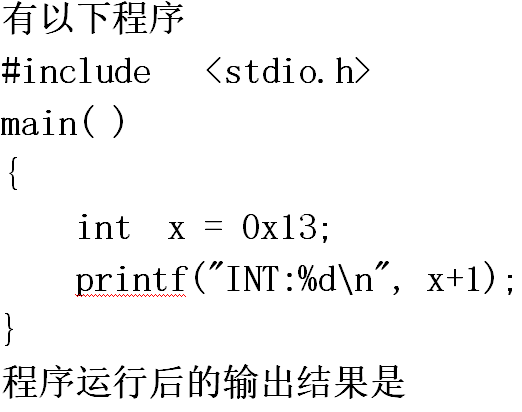 有以下程序
#include  <stdio.h>
main( )
{
    int  x = 0x13;
    printf("INT:%d\n", x+1);
}
程序运行后的输出结果是